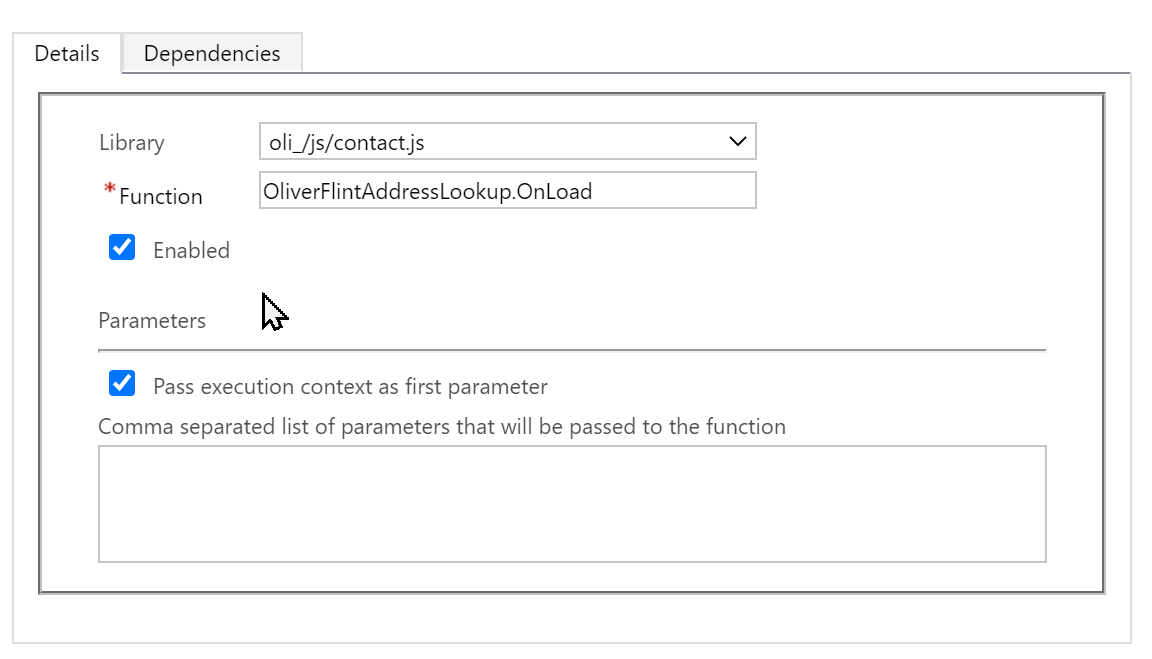 Details Dependencies
Library oli_/js/contact.js
*Function OliverFlintAddressLookup.OnLoad
Enabled
Parameters
Pass execution context as first parameter
Comma separated list of parameters that will be passed to the function